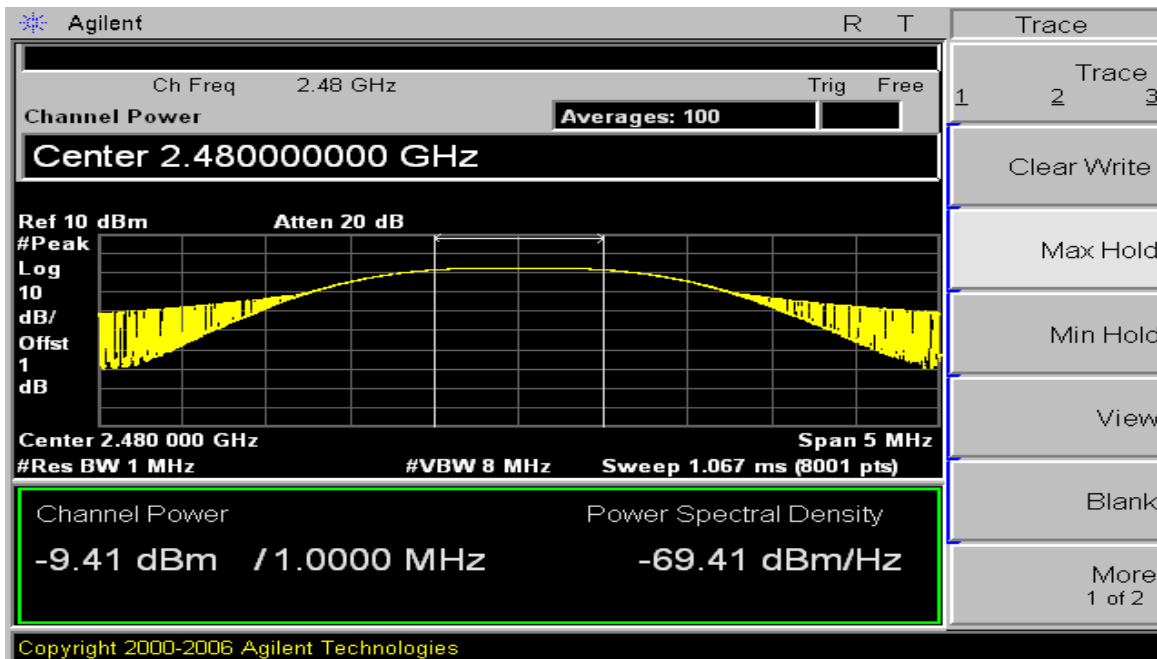 Agilent R T Trace
Ch Freq 2.48 GHz Trig Free
Channel Power Averages: 100
Center 2.480000000 GHz
Ref 10 dBm Atten 20 dB
#Peak
Log
10
dB/
Offst
1
dB
Center 2.480 000 GHz Span 5 MHz
#Res BW 1 MHz #VBW 8 MHz Sweep 1.067 ms (8001 pts)
Channel Power Power Spectral Density
-9.41 dBm /1.0000 MHz -69.41 dBm/Hz
Copyright 2000-2006 Agilent Technologies
Trace
1 2 3
Clear Write
Max Hold
Min Hold
View
Blank
More
1 of 2